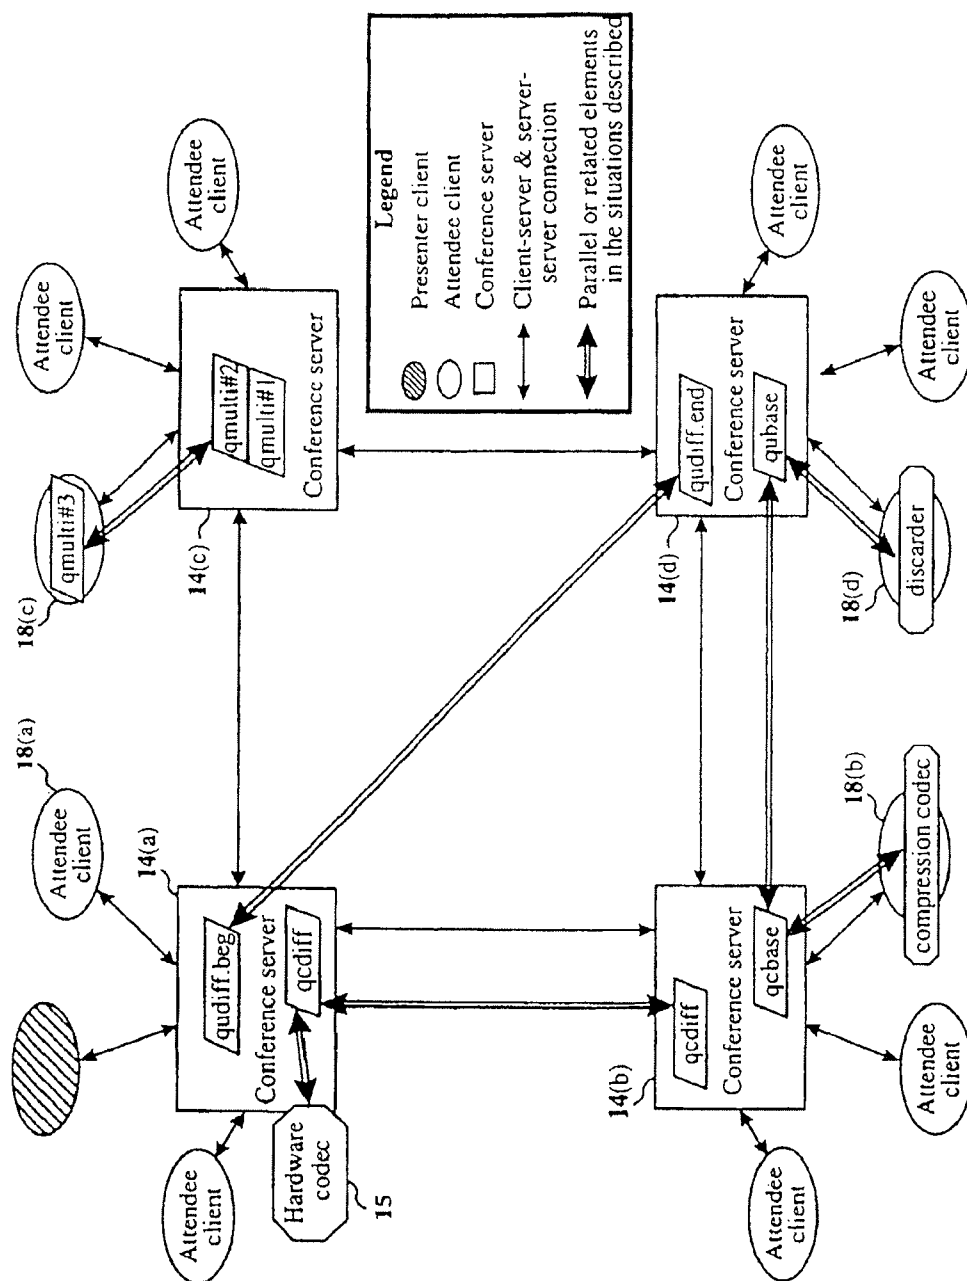 18(a)
18(c)
qmulti#3
Attendee
client
Attendee
client
Attendee
client
Attendee
client
14(a)
14(c)
qudiff.beg
Conference server
qcdiff
qmulti#2
qmulti#1
Conference server
Hardware
codec
15
Legend
Presenter client
Attendee client
Conference server
Client-server & server-
server connection
Parallel or related elements
in the situations described
14(b)
14(d)
qcdiff
Conference server
qcbase
qudiff.end
Conference server
qubase
Attendee
client
Attendee
client
18(b)
18(d)
Attendee
client
compression codec
discarder
Attendee
client